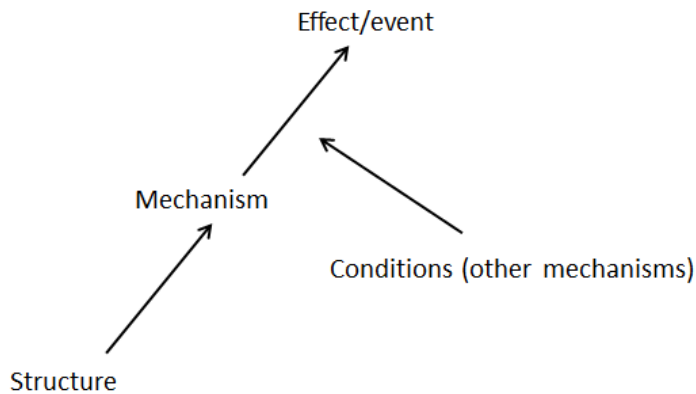 Effect/event
Mechanism
Conditions (other mechanisms)
Structure